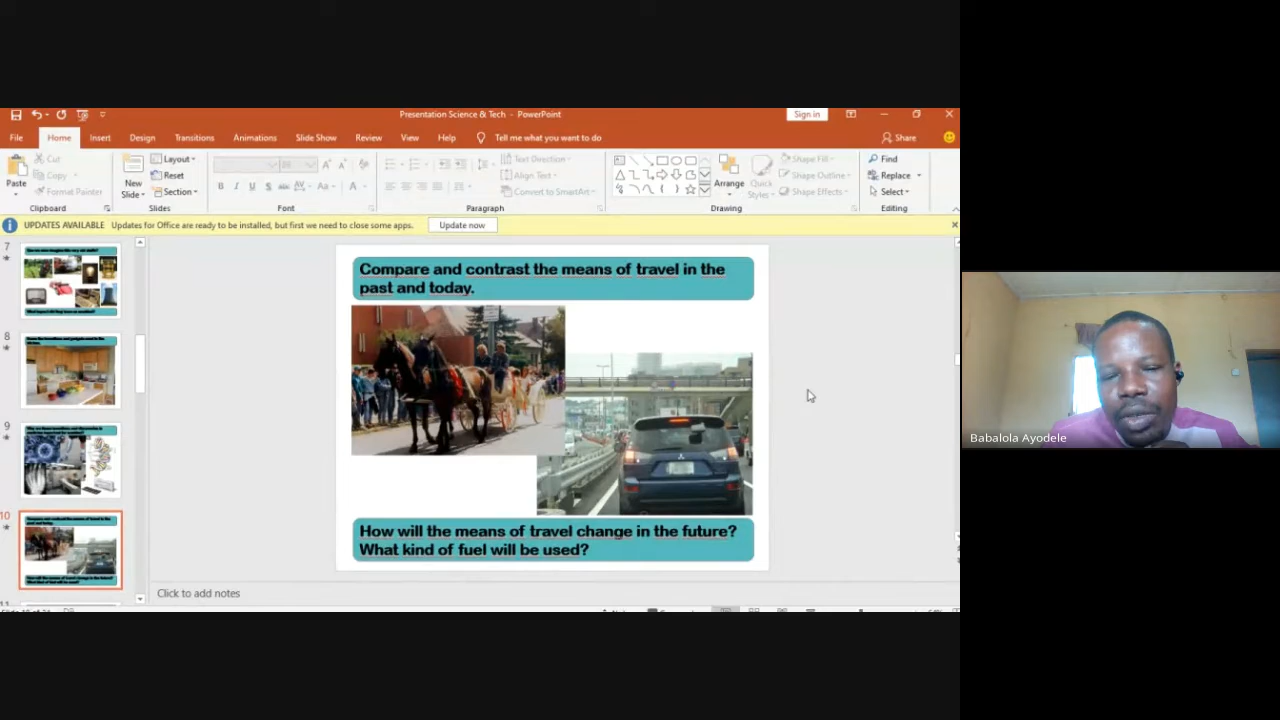 Presentation Science & Tech - PowerPoint
Sign in
File Home Insert Design Transitions Animations Slide Show Review View Help Tell me what you want to do
Share
Paste
Cut
Copy
Format Painter
Clipboard
New Slide
Layout
Reset
Section
Slides
Font
Text Direction
Align Text
Convert to SmartArt
Paragraph
Arrange
Quick Styles
Shape Fill
Shape Outline
Shape Effects
Drawing
Find
Replace
Select
Editing
UPDATES AVAILABLE Updates for Office are ready to be installed, but first we need to close some apps. Update now
7
8
9
10
Compare and contrast the means of travel in the
past and today.
How will the means of travel change in the future?
What kind of fuel will be used?
Click to add notes
Babalola Ayodele